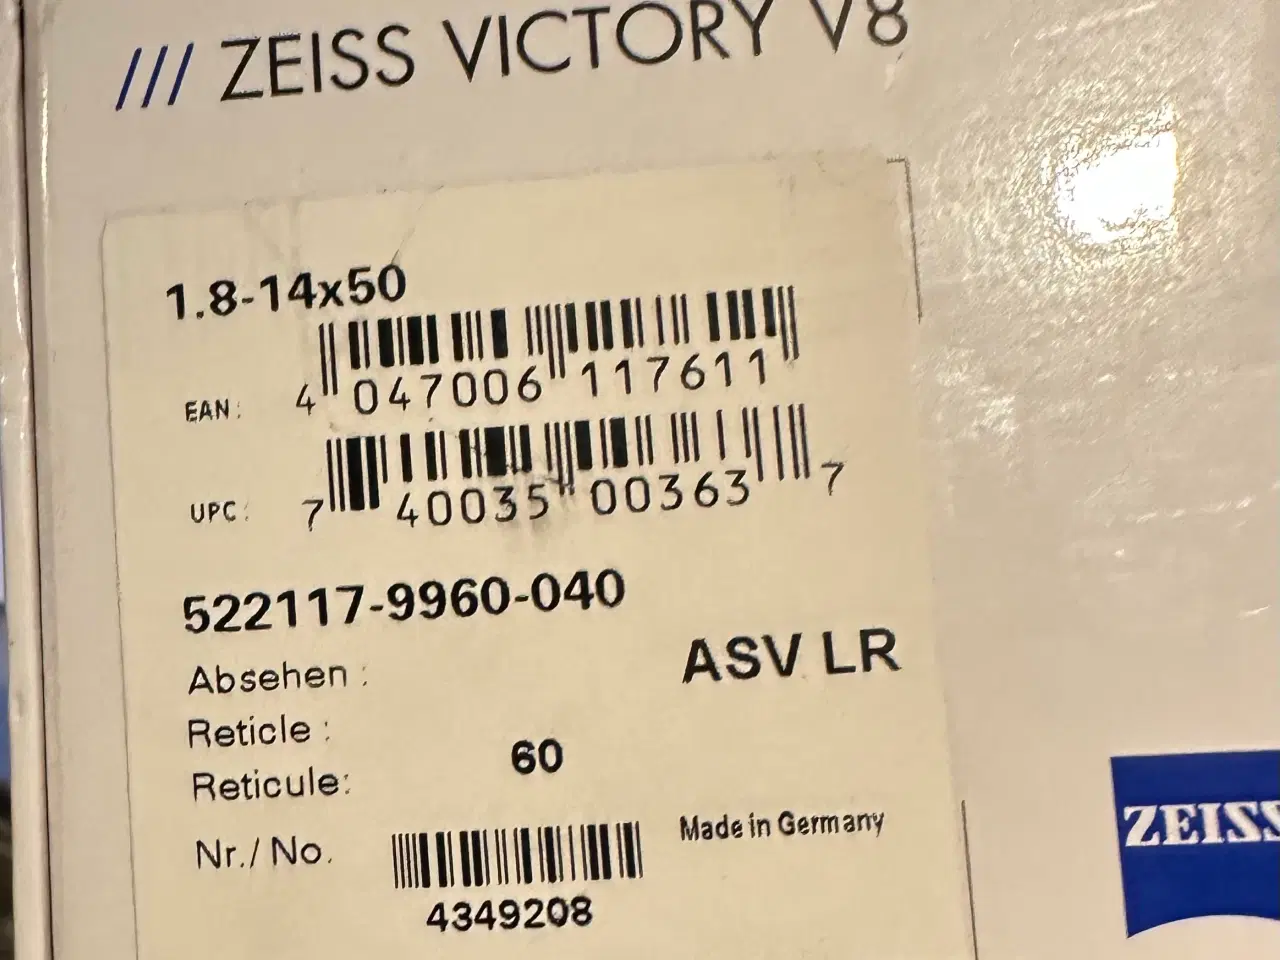 /// ZEISS VICTORY V8
1.8-14x50
EAN: 4 047006 117611
UPC: 7 40035 00363 7
522117-9960-040
ASV LR
Absehen :
Reticle :
Reticule: 60
Nr./ No.
Made in Germany
4349208
ZEISS